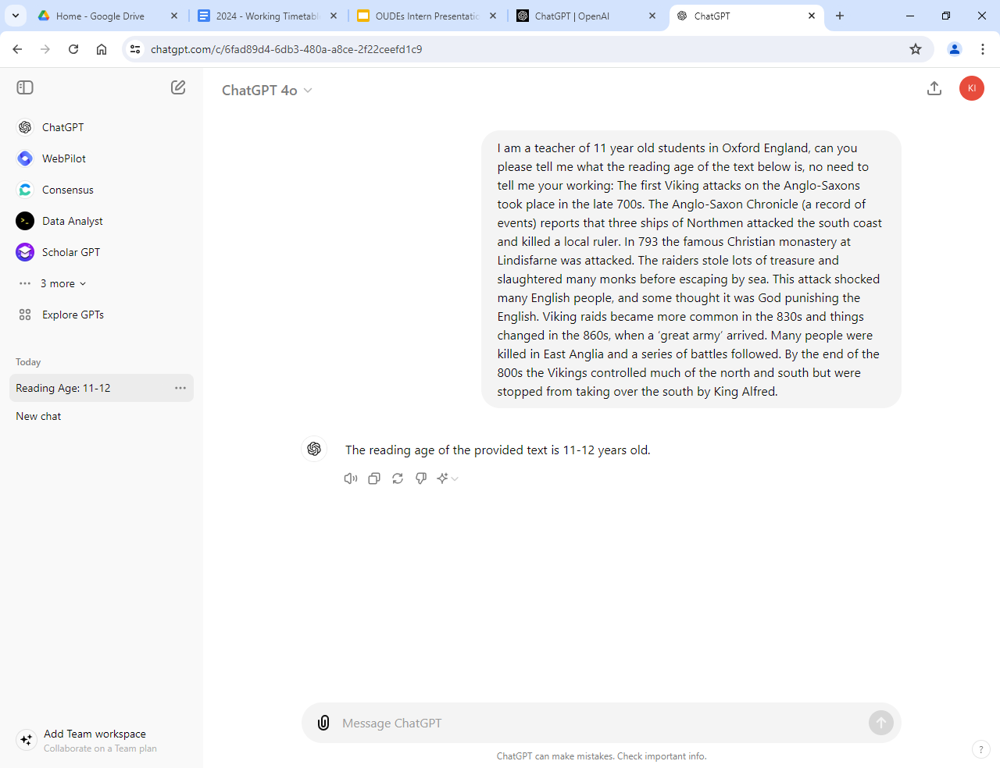 Home - Google Drive
2024 - Working Timetabl
OUDEs Intern Presentatic
ChatGPT | OpenAI
ChatGPT
chatgpt.com/c/6fad89d4-6db3-480a-a8ce-2f22ceefd1c9
ChatGPT
WebPilot
Consensus
Data Analyst
Scholar GPT
3 more
Explore GPTs
Today
Reading Age: 11-12
New chat
Add Team workspace
Collaborate on a Team plan
ChatGPT 4o
KI
I am a teacher of 11 year old students in Oxford England, can you
please tell me what the reading age of the text below is, no need to
tell me your working: The first Viking attacks on the Anglo-Saxons
took place in the late 700s. The Anglo-Saxon Chronicle (a record of
events) reports that three ships of Northmen attacked the south coast
and killed a local ruler. In 793 the famous Christian monastery at
Lindisfarne was attacked. The raiders stole lots of treasure and
slaughtered many monks before escaping by sea. This attack shocked
many English people, and some thought it was God punishing the
English. Viking raids became more common in the 830s and things
changed in the 860s, when a ‘great army’ arrived. Many people were
killed in East Anglia and a series of battles followed. By the end of the
800s the Vikings controlled much of the north and south but were
stopped from taking over the south by King Alfred.
The reading age of the provided text is 11-12 years old.
Message ChatGPT
ChatGPT can make mistakes. Check important info.
?